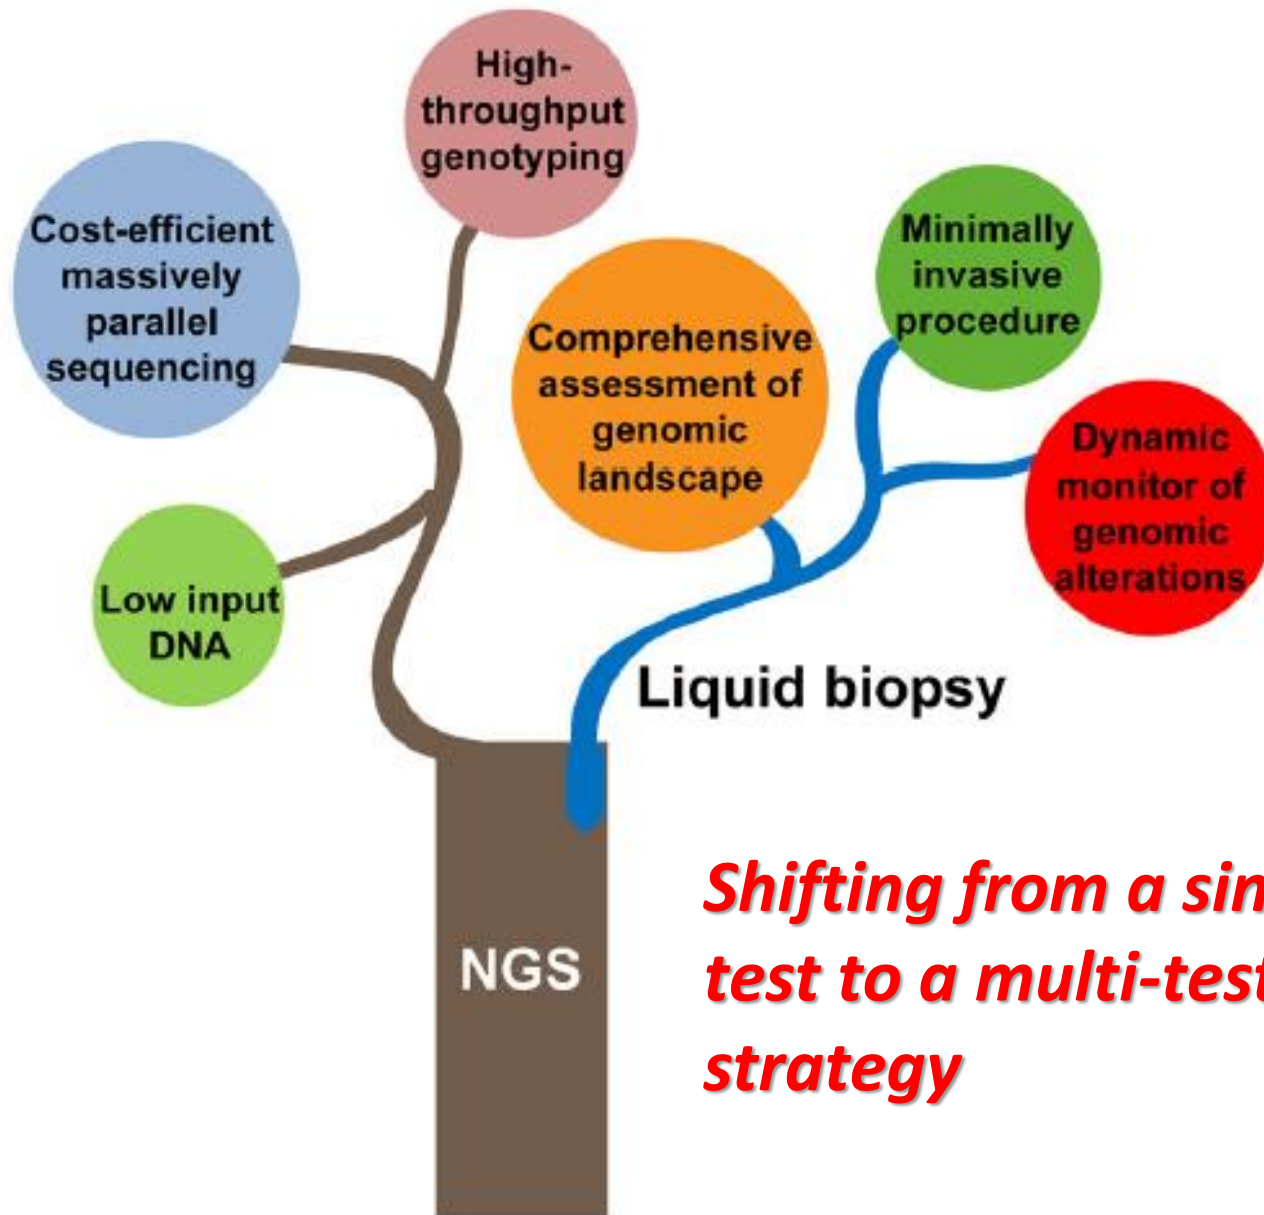 High-
throughput
genotyping
Cost-efficient
massively
parallel
sequencing
Low input
DNA
Comprehensive
assessment of
genomic
landscape
Minimally
invasive
procedure
Dynamic
monitor of
genomic
alterations
Liquid biopsy
NGS
Shifting from a
test to a multi-test
strategy